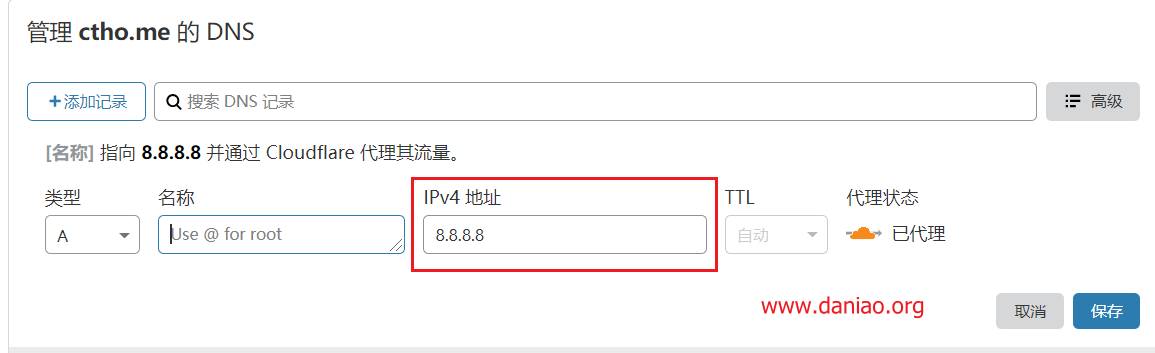 管理 ctho.me 的 DNS
+添加记录 搜索 DNS 记录 高级
[名称] 指向 8.8.8.8 并通过 Cloudflare 代理其流量。
类型 名称 IPv4 地址 TTL 代理状态
A Use @ for root 8.8.8.8 自动 已代理
www.daniao.org 取消 保存